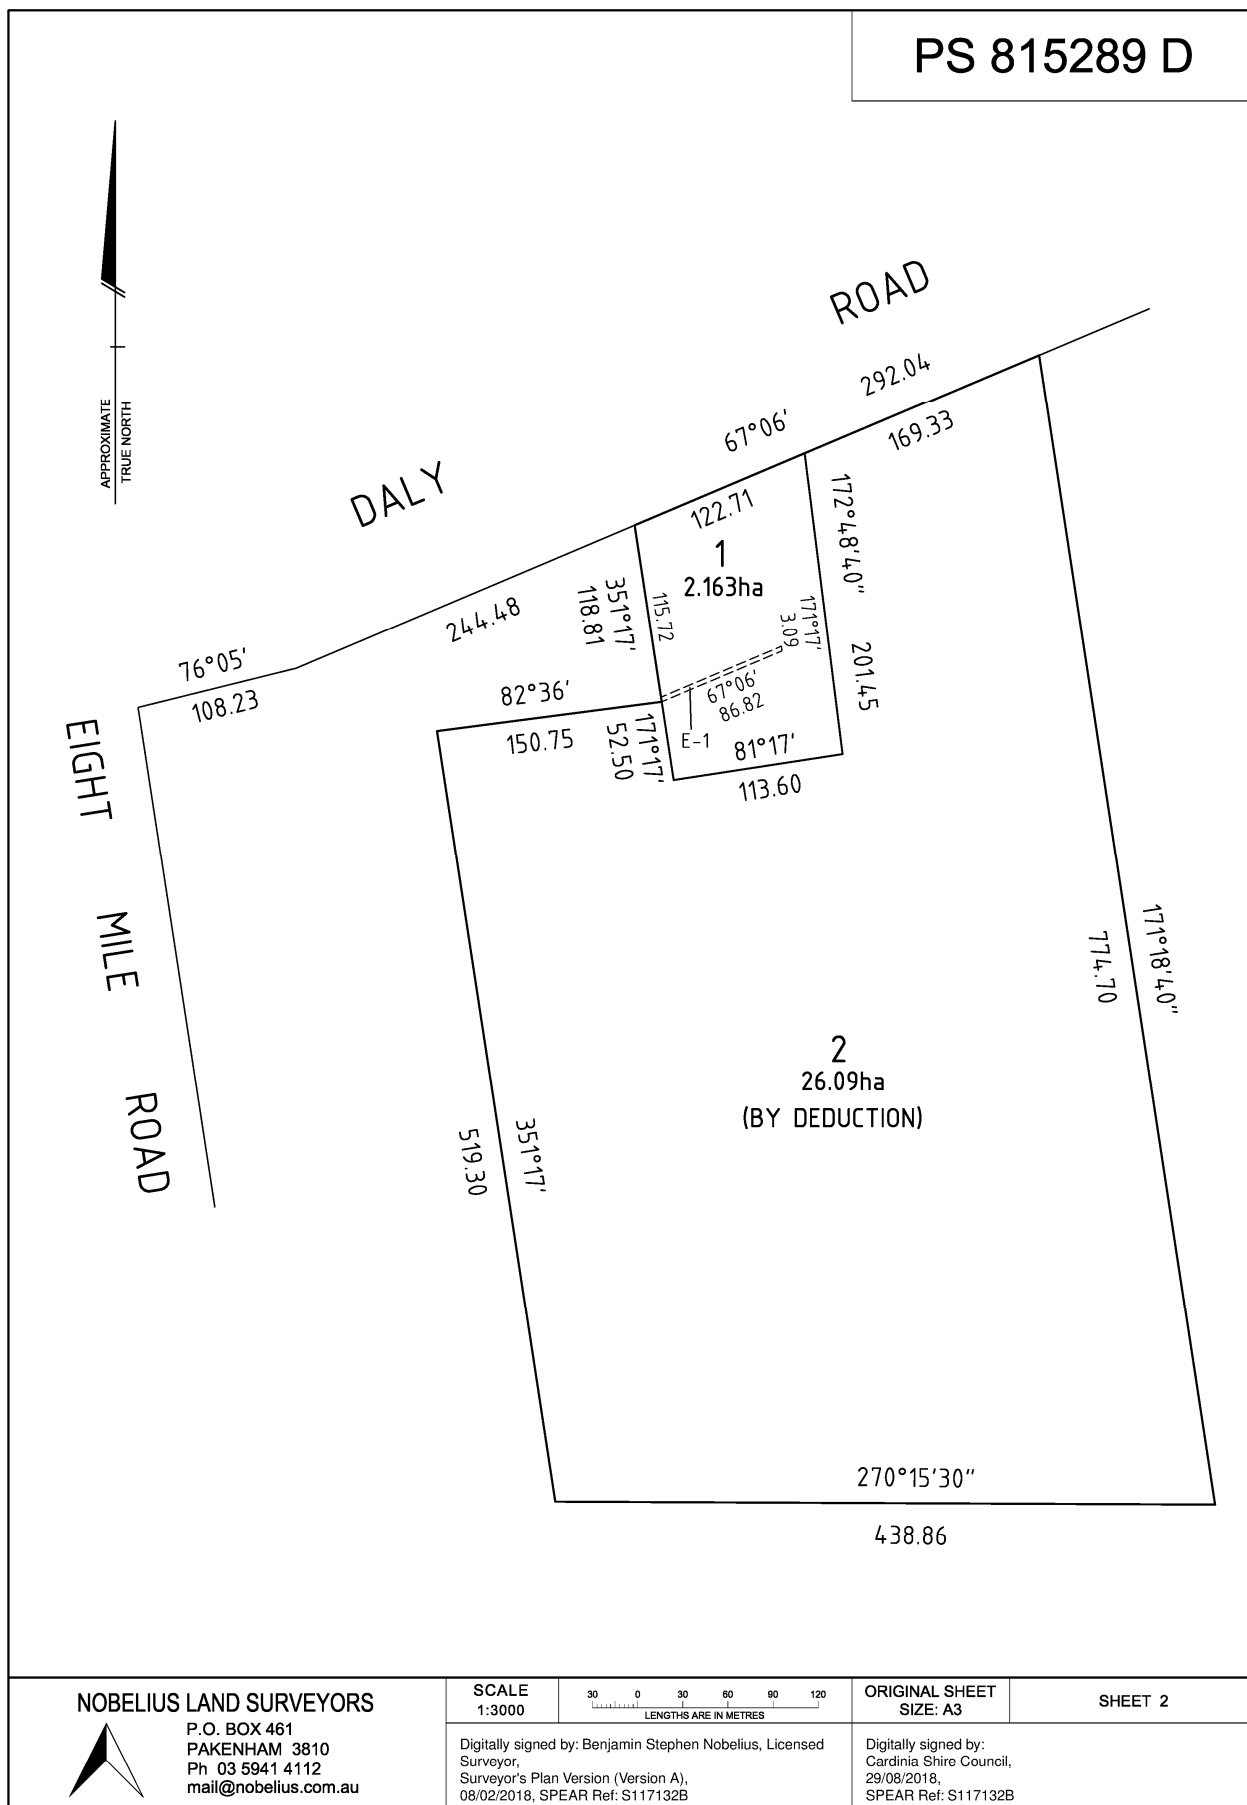 PS 815289 D
APPROXIMATE
TRUE NORTH
DALY ROAD
292.04
67°06'
169.33
122.71
172°48'40"
1
2.163ha
351°17'
118.81
115.72
171°17'
3.09
244.48
201.45
76°05'
108.23
82°36'
150.75
67°06'
86.82
E-1
171°17'
52.50
81°17'
113.60
EIGHT MILE ROAD
171°18'40"
774.70
2
26.09ha
(BY DEDUCTION)
351°17'
519.30
270°15'30"
438.86
NOBELIUS LAND SURVEYORS
P.O. BOX 461
PAKENHAM 3810
Ph 03 5941 4112
mail@nobelius.com.au
SCALE
1:3000
30 0 30 60 90 120
LENGTHS ARE IN METRES
ORIGINAL SHEET
SIZE: A3
SHEET 2
Digitally signed by: Benjamin Stephen Nobelius, Licensed
Surveyor,
Surveyor's Plan Version (Version A),
08/02/2018, SPEAR Ref: S117132B
Digitally signed by:
Cardinia Shire Council,
29/08/2018,
SPEAR Ref: S117132B